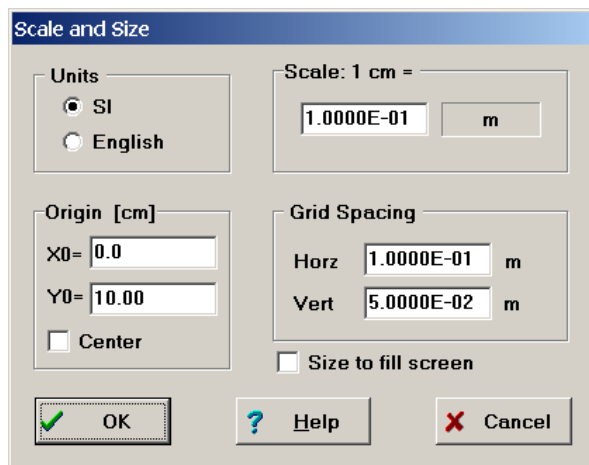 Scale and Size
Units
SI
English
Scale: 1 cm =
1.0000E-01 m
Origin [cm]
X0= 0.0
Y0= 10.00
Center
Grid Spacing
Horz 1.0000E-01 m
Vert 5.0000E-02 m
Size to fill screen
OK
? Help
Cancel